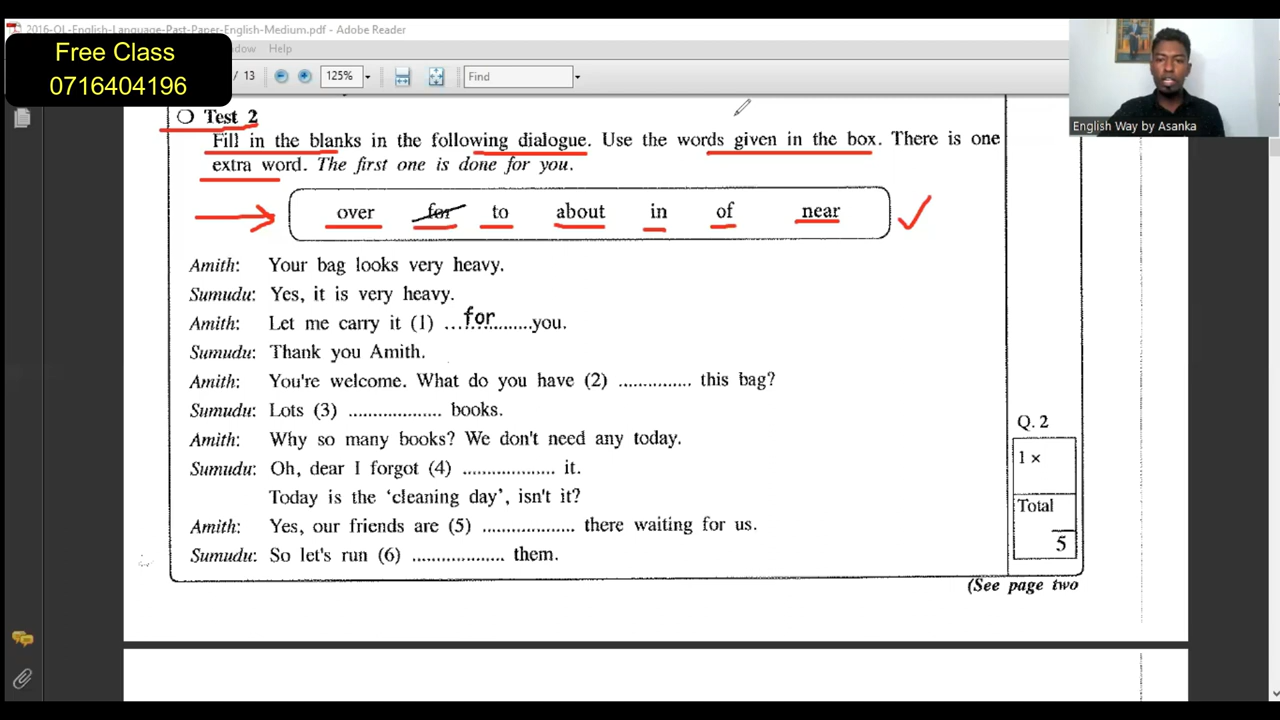 2016-OL-English-Language-Past-Paper-English-Medium.pdf - Adobe Reader
Free Class
0716404196
Help
/ 13
125%
Find
English Way by Asanka
Test 2
Fill in the blanks in the following dialogue. Use the words given in the box. There is one
extra word. The first one is done for you.
over for to about in of near
Amith: Your bag looks very heavy.
Sumudu: Yes, it is very heavy.
Amith: Let me carry it (1) ...for.........you.
Sumudu: Thank you Amith.
Amith: You're welcome. What do you have (2) ............... this bag?
Sumudu: Lots (3) ................... books.
Amith: Why so many books? We don't need any today.
Sumudu: Oh, dear I forgot (4) ................... it.
Today is the 'cleaning day', isn't it?
Amith: Yes, our friends are (5) ................... there waiting for us.
Sumudu: So let's run (6) ................... them.
Q. 2
1 ×
Total
5
(See page two